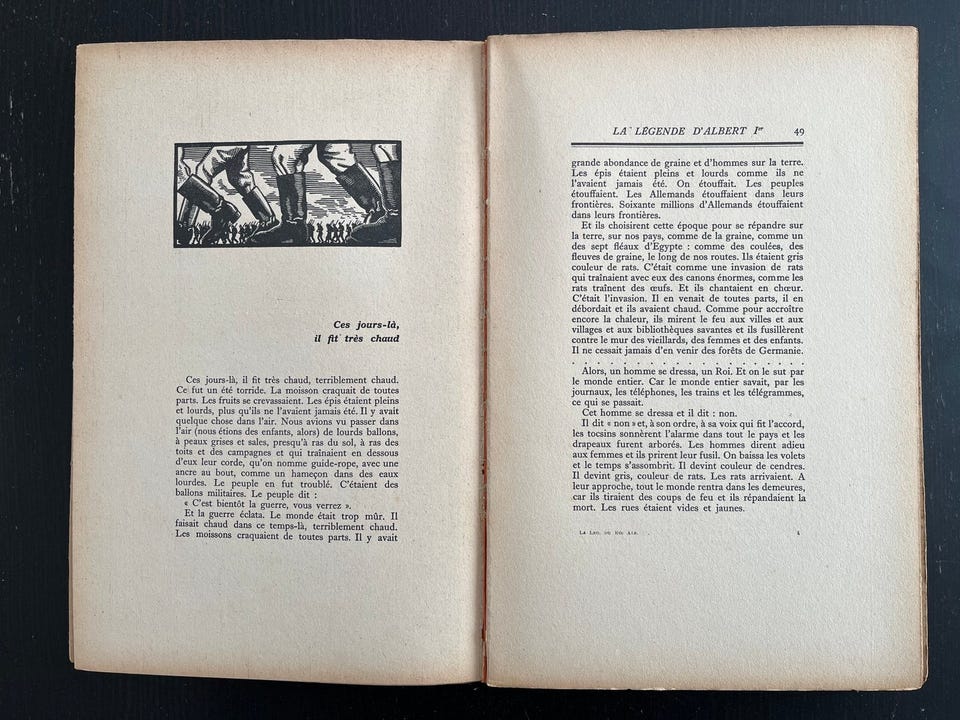 Ces jours-là,
il fit très chaud
Ces jours-là, il fit très chaud, terriblement chaud.
Ce fut un été torride. La moisson craquait de toutes
parts. Les fruits se crevassaient. Les épis étaient pleins
et lourds, plus qu'ils ne l'avaient jamais été. Il y avait
quelque chose dans l'air. Nous avions vu passer dans
l'air (nous étions des enfants, alors) de lourds ballons,
à peaux grises et sales, presqu'à ras du sol, à ras des
toits et des campagnes et qui traînaient en dessous
d'eux leur corde, qu'on nomme guide-rope, avec une
ancre au bout, comme un hameçon dans des eaux
lourdes. Le peuple en fut troublé. C'étaient des
ballons militaires. Le peuple dit :
« C'est bientôt la guerre, vous verrez ».
Et la guerre éclata. Le monde était trop mûr. Il
faisait chaud dans ce temps-là, terriblement chaud.
Les moissons craquaient de toutes parts. Il y avait
LA LÉGENDE D'ALBERT Ier 49
grande abondance de graine et d'hommes sur la terre.
Les épis étaient pleins et lourds comme ils ne
l'avaient jamais été. On étouffait. Les peuples
étouffaient. Les Allemands étouffaient dans leurs
frontières. Soixante millions d'Allemands étouffaient
dans leurs frontières.
Et ils choisirent cette époque pour se répandre sur
la terre, sur nos pays, comme de la graine, comme un
des sept fléaux d'Égypte : comme des coulées, des
fleuves de graine, le long de nos routes. Ils étaient gris
couleur de rats. C'était comme une invasion de rats
qui traînaient avec eux des canons énormes, comme les
rats traînent des œufs. Et ils chantaient en chœur.
C'était l'invasion. Il en venait de toutes parts, il en
débordait et ils avaient chaud. Comme pour accroître
encore la chaleur, ils mirent le feu aux villes et aux
villages et aux bibliothèques savantes et ils fusillèrent
contre le mur des vieillards, des femmes et des enfants.
Il ne cessait jamais d'en venir des forêts de Germanie.
. . . . . . . . . . . . . . . . . . . .
Alors, un homme se dressa, un Roi. Et on le sut par
le monde entier. Car le monde entier savait, par les
journaux, les téléphones, les trains et les télégrammes,
ce qui se passait.
Cet homme se dressa et il dit : non.
Il dit « non » et, à son ordre, à sa voix qui fit l'accord,
les tocsins sonnèrent l'alarme dans tout le pays et les
drapeaux furent arborés. Les hommes dirent adieu
aux femmes et ils prirent leur fusil. On baissa les volets
et le temps s'assombrit. Il devint couleur de cendres.
Il devint gris, couleur de rats. Les rats arrivaient. A
leur approche, tout le monde rentra dans les demeures,
car ils tiraient des coups de feu et ils répandaient la
mort. Les rues étaient vides et jaunes.
La Leg. du Roi Alb.